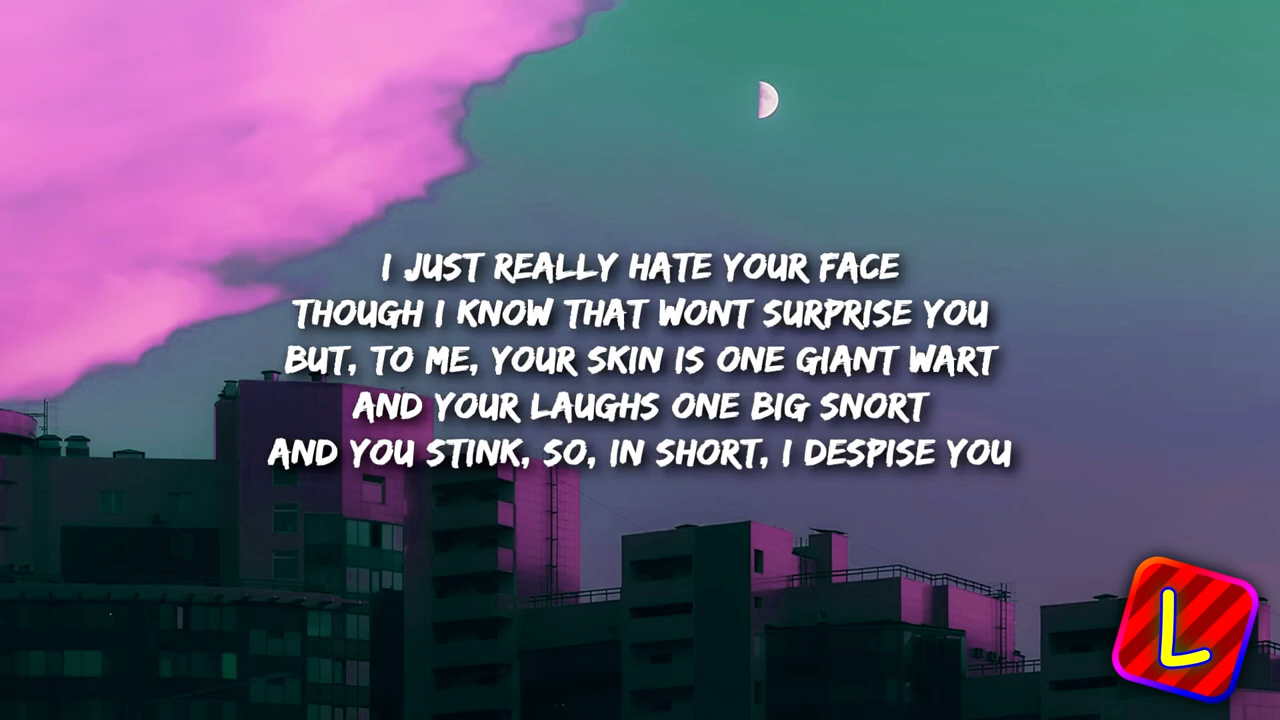 I JUST REALLY HATE YOUR FACE
THOUGH I KNOW THAT WONT SURPRISE YOU
BUT, TO ME, YOUR SKIN IS ONE GIANT WART
AND YOUR LAUGHS ONE BIG SNORT
AND YOU STINK, SO, IN SHORT, I DESPISE YOU
L